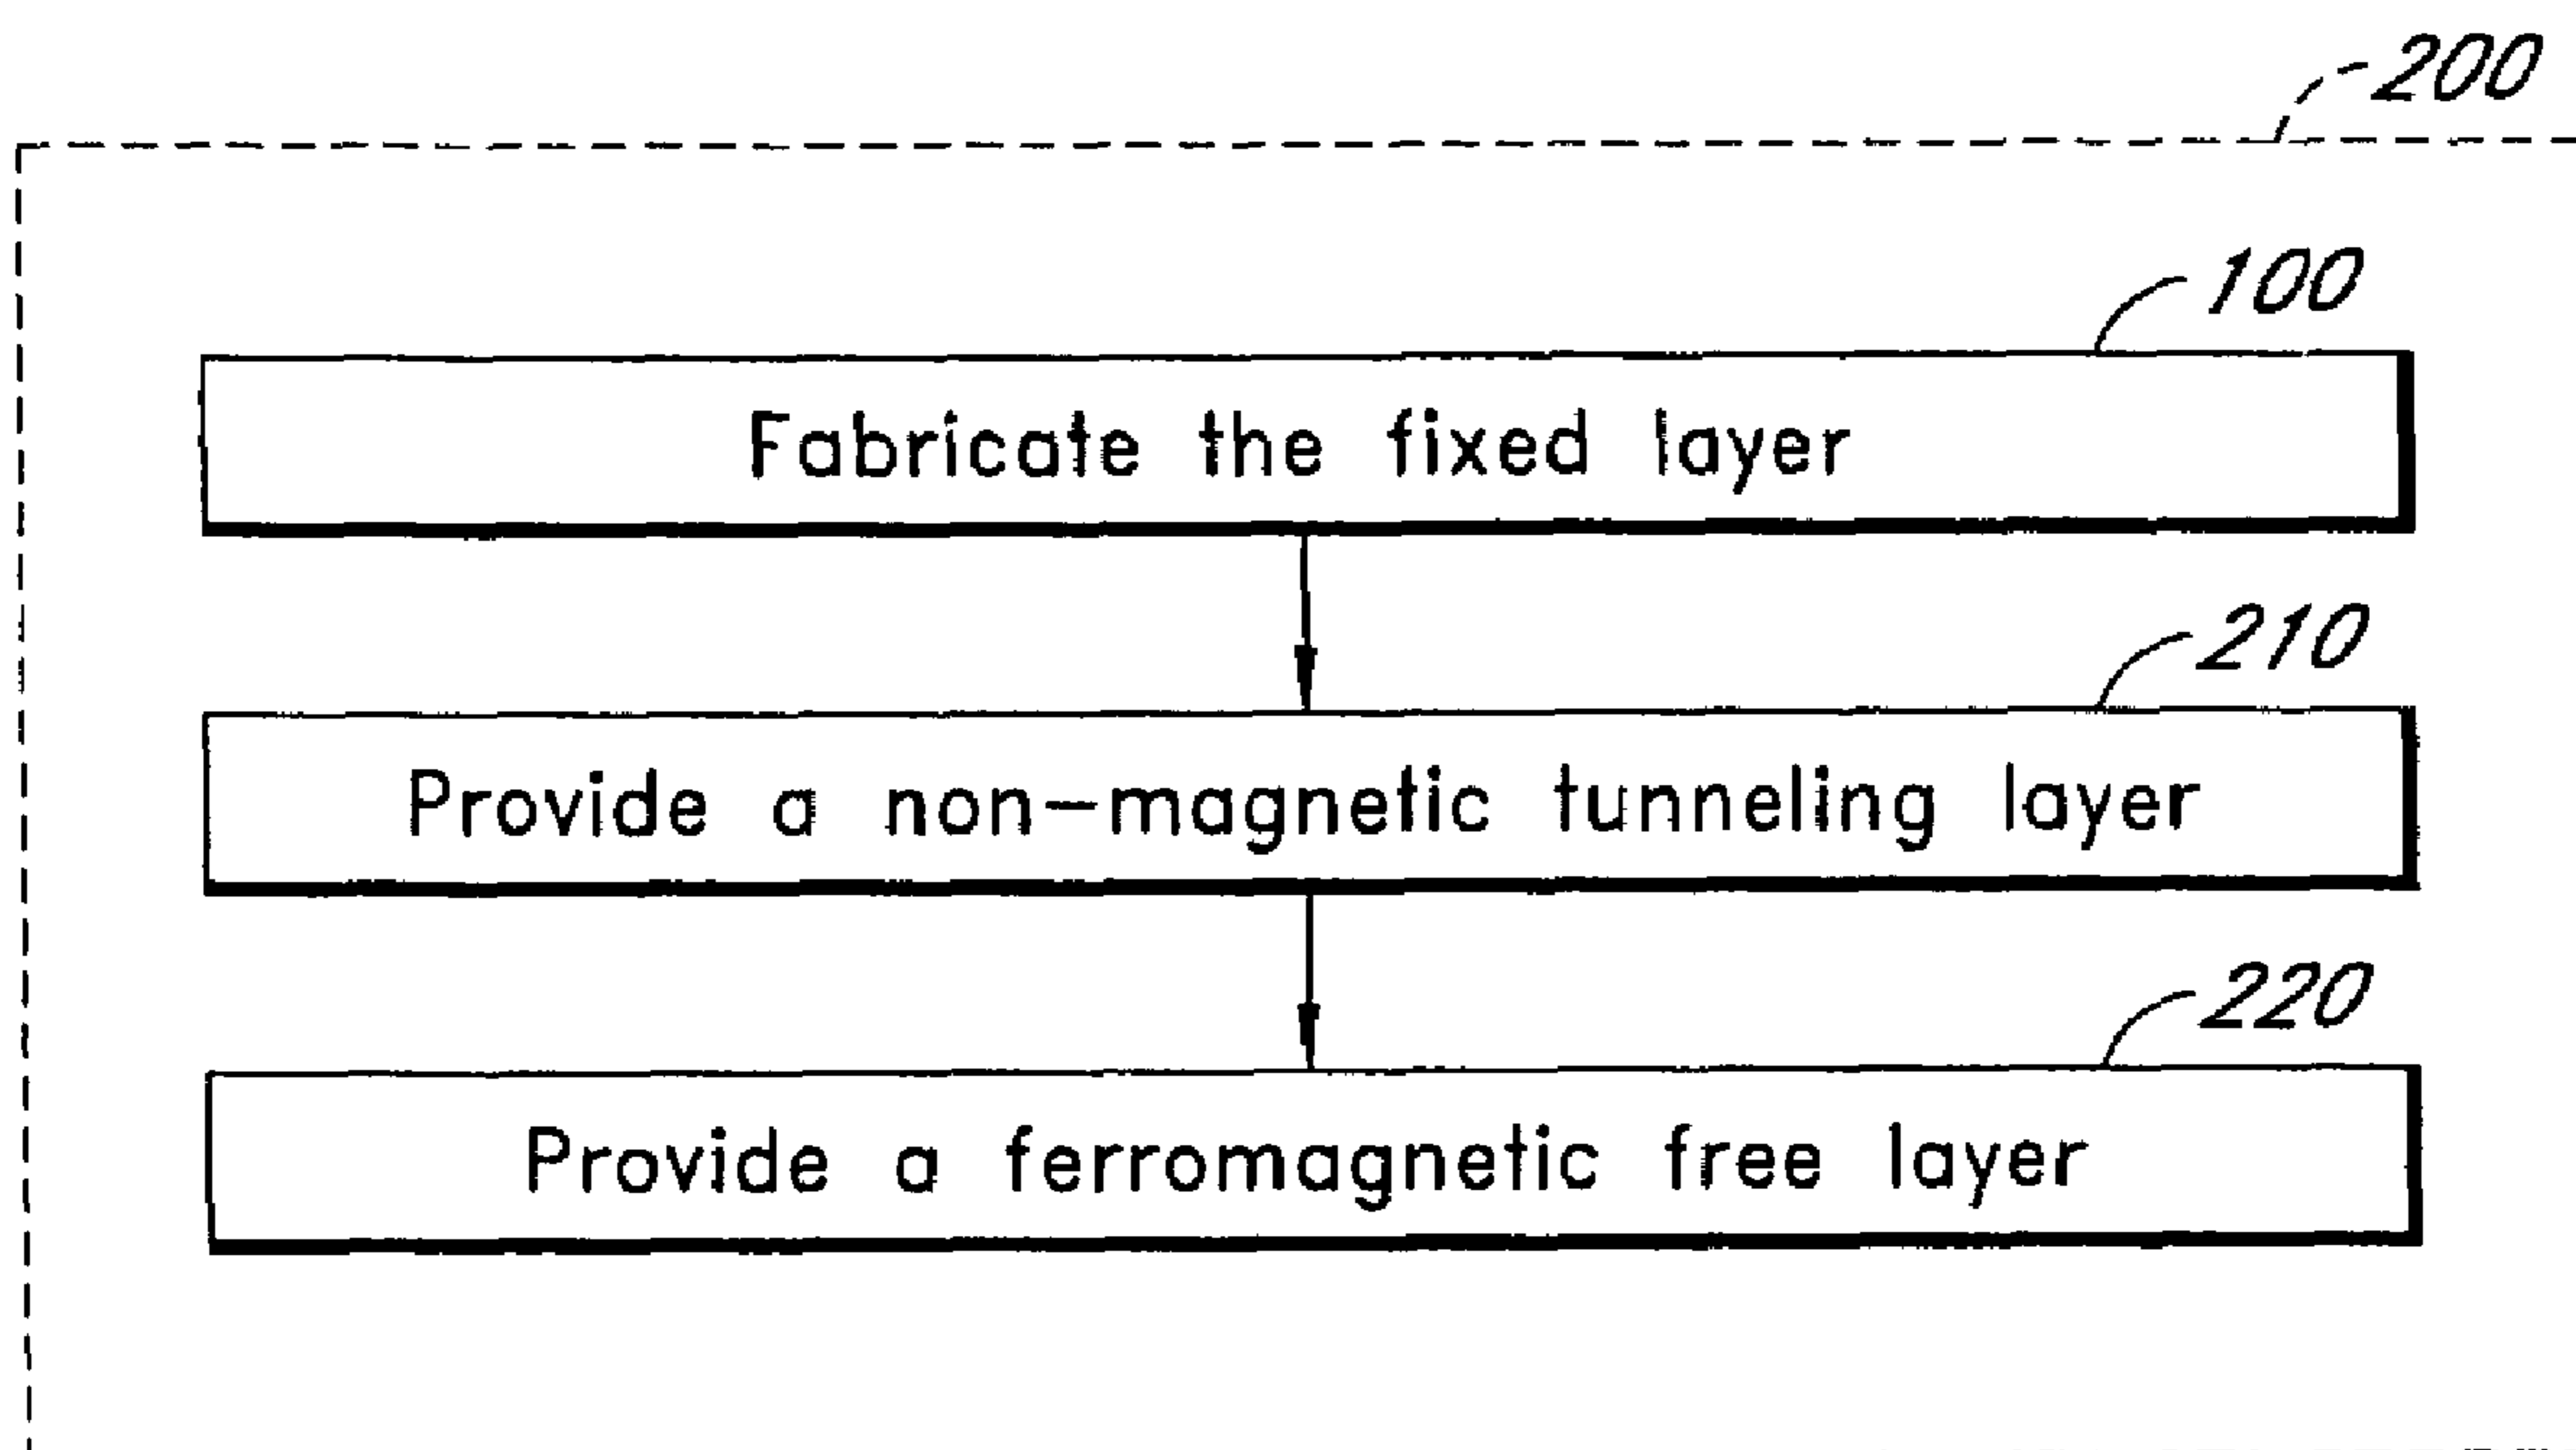 200
100
Fabricate the fixed layer
210
Provide a non-magnetic tunneling layer
220
Provide a ferromagnetic free layer